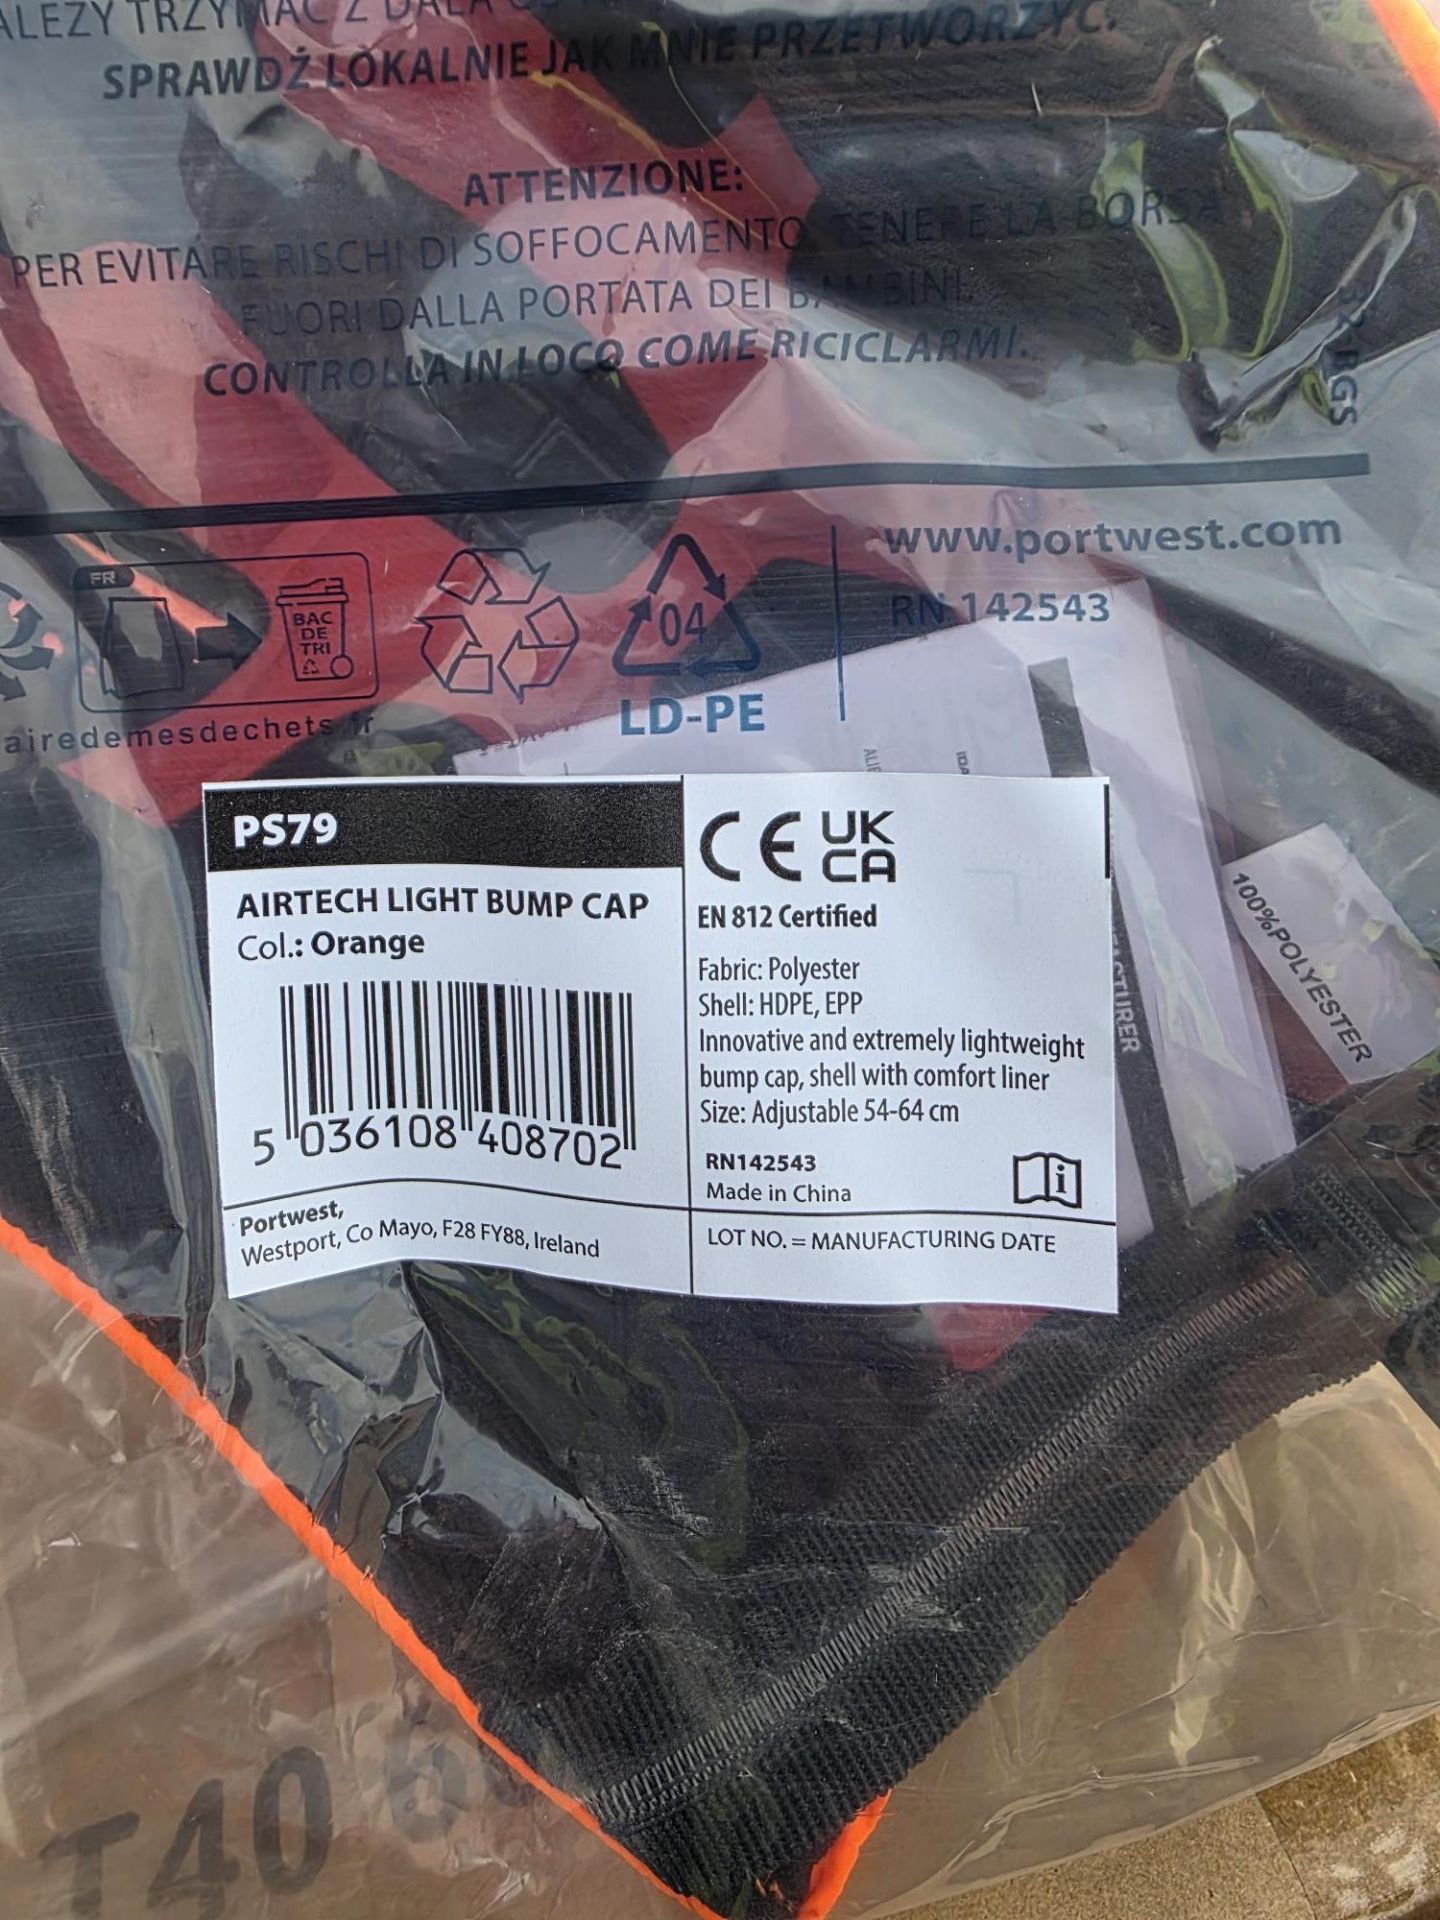 SPRAWDŹ LOKALNIE JAK MNIE PRZETWORZYĆ.
ATTENZIONE:
PER EVITARE RISCHI DI SOFFOCAMENTO TENERE LA BORSA
FUORI DALLA PORTATA DEI BAMBINI.
CONTROLLA IN LOCO COME RICICLARMI.
FR
BAC
DE
TRI
airedemesdechets.fr
04
LD-PE
www.portwest.com
RN 142543
PS79
AIRTECH LIGHT BUMP CAP
Col.: Orange
5 036108 408702
Portwest,
Westport, Co Mayo, F28 FY88, Ireland
CE UK
CA
EN 812 Certified
Fabric: Polyester
Shell: HDPE, EPP
Innovative and extremely lightweight
bump cap, shell with comfort liner
Size: Adjustable 54-64 cm
RN142543
Made in China
i
LOT NO. = MANUFACTURING DATE
100% POLYESTER
T40